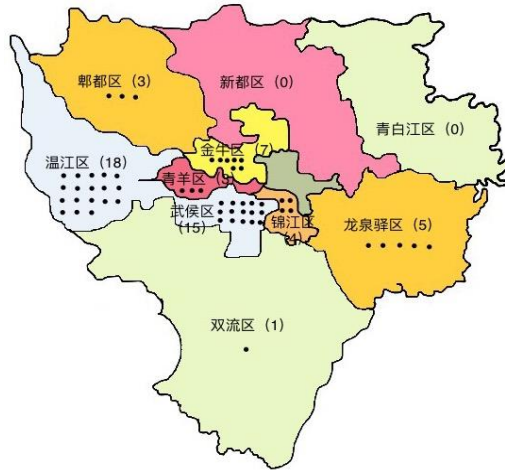 郫都区（3）
新都区（0）
青白江区（0）
金牛区（7）
温江区（18）
青羊区（3）
武侯区
（15）
锦江区
（4）
龙泉驿区（5）
双流区（1）